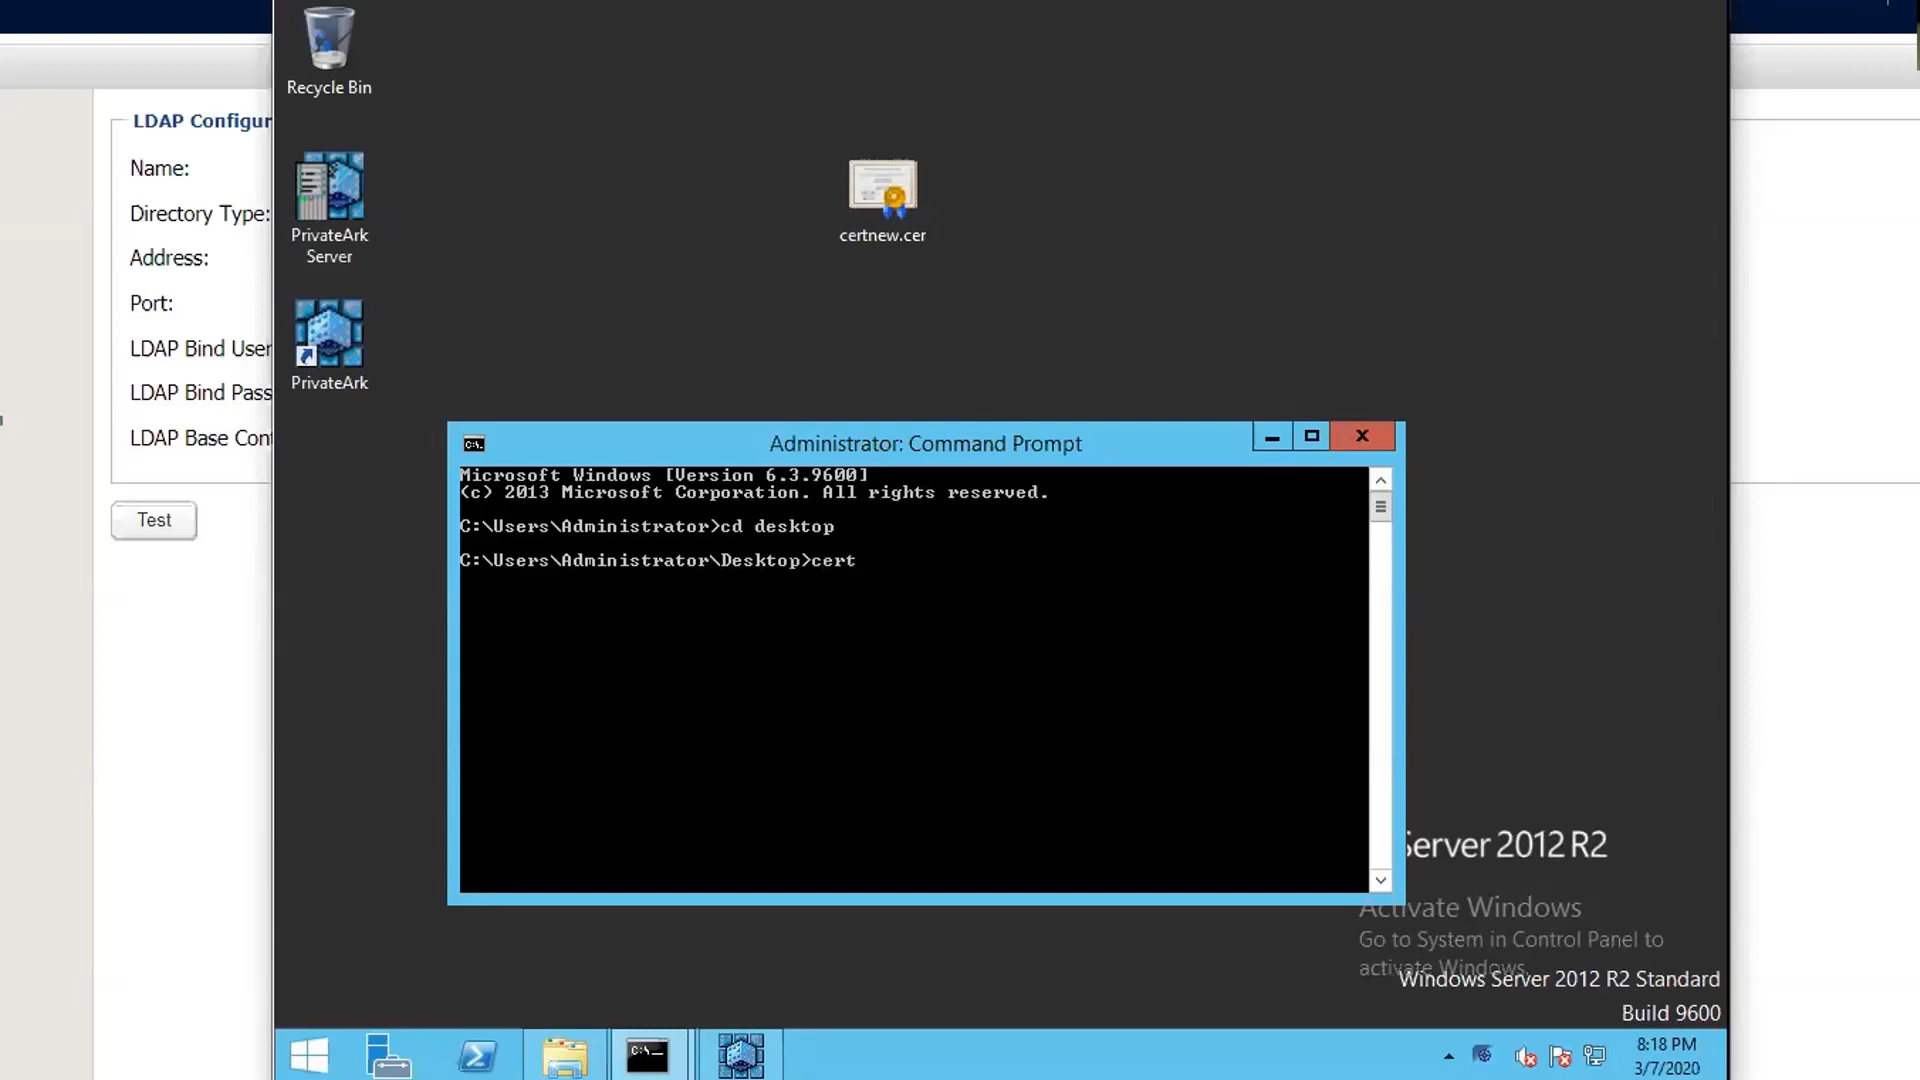 LDAP Configur
Name:
Directory Type:
Address:
Port:
LDAP Bind User
LDAP Bind Pass
LDAP Base Con
Test
Recycle Bin
PrivateArk
Server
PrivateArk
certnew.cer
Administrator: Command Prompt
Microsoft Windows [Version 6.3.9600]
(c) 2013 Microsoft Corporation. All rights reserved.
C:\Users\Administrator>cd desktop
C:\Users\Administrator\Desktop>cert
Server 2012 R2
Activate Windows
Go to System in Control Panel to
activate Windows.
Windows Server 2012 R2 Standard
Build 9600
8:18 PM
3/7/2020